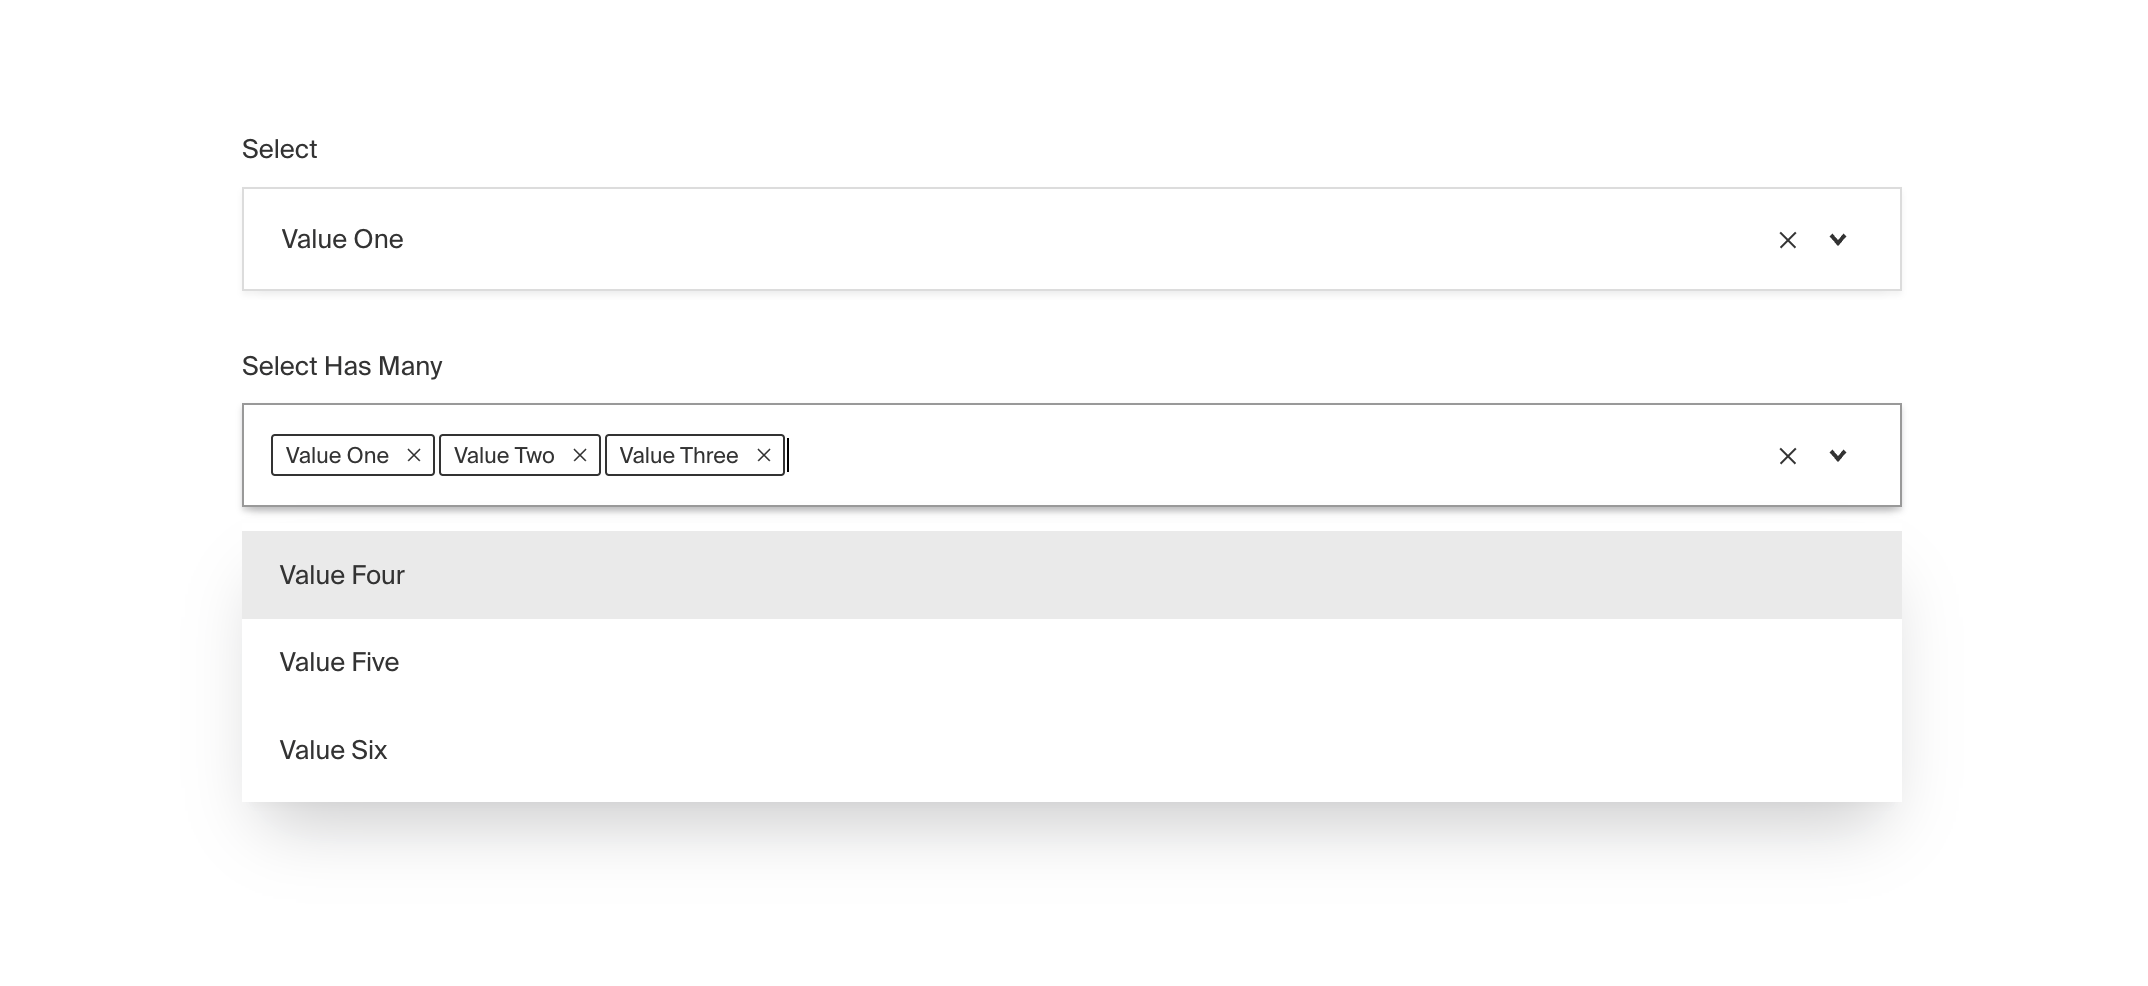 Select
Value One
Select Has Many
Value One Value Two Value Three
Value Four
Value Five
Value Six